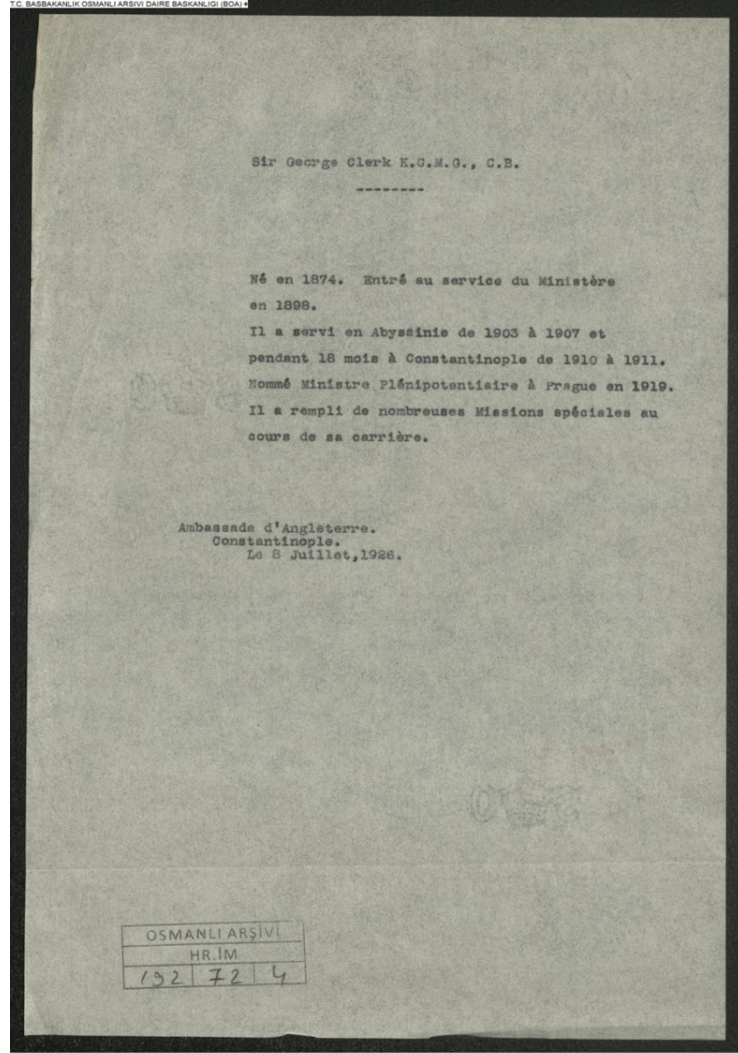 T.C. BASBAKANLIK OSMANLI ARSIVI DAIRE BASKANLIGI (BOA)
Sir George Clerk K.C.M.G., C.B.
--------
Né en 1874. Entré au service du Ministère
en 1898.
Il a servi en Abyssinie de 1903 à 1907 et
pendant 18 mois à Constantinople de 1910 à 1911.
Nommé Ministre Plénipotentiaire à Prague en 1919.
Il a rempli de nombreuses Missions spéciales au
cours de sa carrière.
Ambassade d'Angleterre.
Constantinople.
Le 8 Juillet,1926.
OSMANLI ARŞİVİ
HR.İM
192 72 4